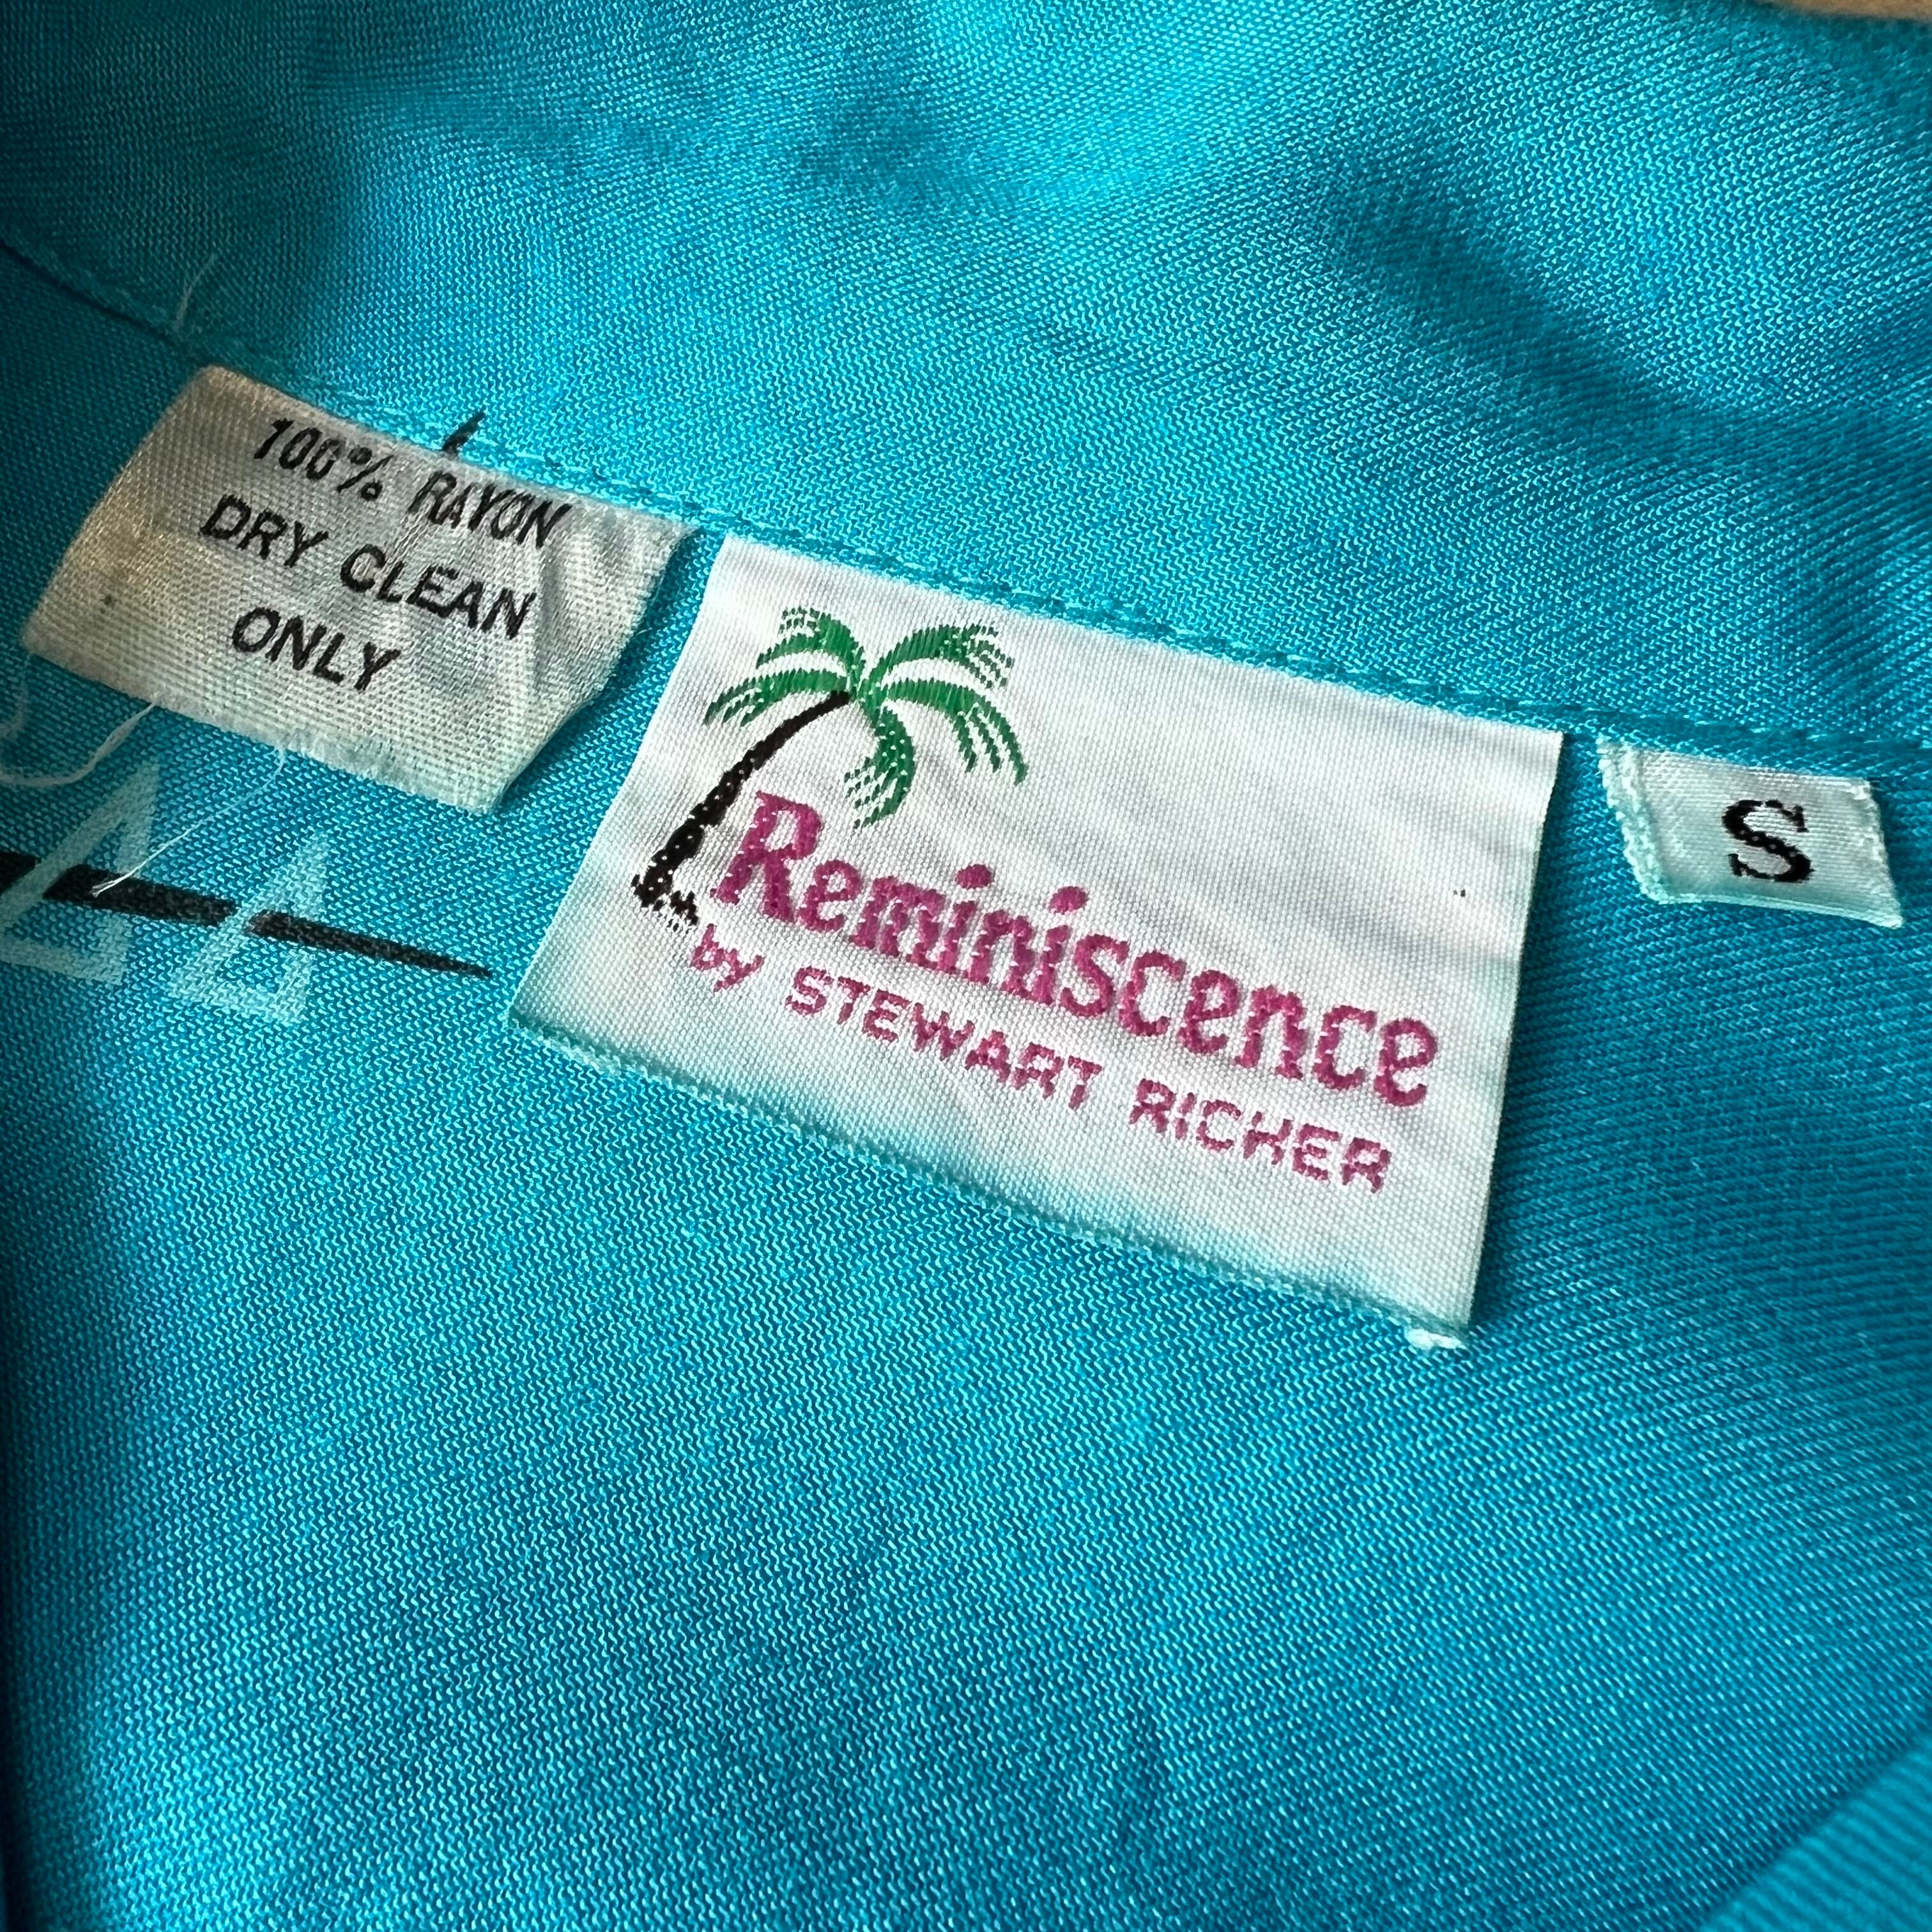 100% RAYON
DRY CLEAN
ONLY
Reminiscence
by STEWART RICHER
S